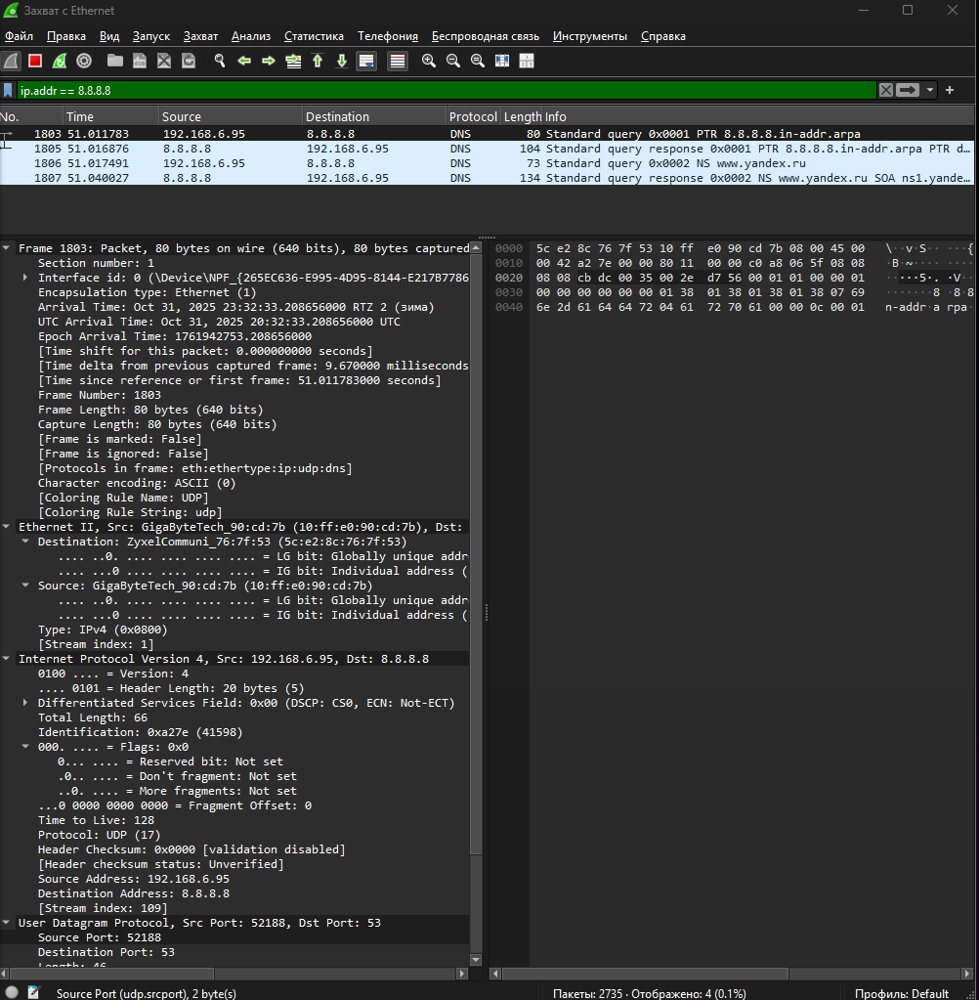 Захват с Ethernet
Файл Правка Вид Запуск Захват Анализ Статистика Телефония Беспроводная связь Инструменты Справка
ip.addr == 8.8.8.8
No. Time Source Destination Protocol Length Info
1803 51.011783 192.168.6.95 8.8.8.8 DNS 80 Standard query 0x0001 PTR 8.8.8.8.in-addr.arpa
1805 51.016876 8.8.8.8 192.168.6.95 DNS 104 Standard query response 0x0001 PTR 8.8.8.8.in-addr.arpa PTR d…
1806 51.017491 192.168.6.95 8.8.8.8 DNS 73 Standard query 0x0002 NS www.yandex.ru
1807 51.040027 8.8.8.8 192.168.6.95 DNS 134 Standard query response 0x0002 NS www.yandex.ru SOA ns1.yande…
Frame 1803: Packet, 80 bytes on wire (640 bits), 80 bytes captured
Section number: 1
Interface id: 0 (\Device\NPF_{265EC636-E995-4D95-8144-E217B7786
Encapsulation type: Ethernet (1)
Arrival Time: Oct 31, 2025 23:32:33.208656000 RTZ 2 (зима)
UTC Arrival Time: Oct 31, 2025 20:32:33.208656000 UTC
Epoch Arrival Time: 1761942753.208656000
[Time shift for this packet: 0.000000000 seconds]
[Time delta from previous captured frame: 9.670000 milliseconds
[Time since reference or first frame: 51.011783000 seconds]
Frame Number: 1803
Frame Length: 80 bytes (640 bits)
Capture Length: 80 bytes (640 bits)
[Frame is marked: False]
[Frame is ignored: False]
[Protocols in frame: eth:ethertype:ip:udp:dns]
Character encoding: ASCII (0)
[Coloring Rule Name: UDP]
[Coloring Rule String: udp]
Ethernet II, Src: GigaByteTech_90:cd:7b (10:ff:e0:90:cd:7b), Dst:
Destination: ZyxelCommuni_76:7f:53 (5c:e2:8c:76:7f:53)
.... ..0. .... .... .... .... = LG bit: Globally unique addr
.... ...0 .... .... .... .... = IG bit: Individual address (
Source: GigaByteTech_90:cd:7b (10:ff:e0:90:cd:7b)
.... ..0. .... .... .... .... = LG bit: Globally unique addr
.... ...0 .... .... .... .... = IG bit: Individual address (
Type: IPv4 (0x0800)
[Stream index: 1]
Internet Protocol Version 4, Src: 192.168.6.95, Dst: 8.8.8.8
0100 .... = Version: 4
.... 0101 = Header Length: 20 bytes (5)
Differentiated Services Field: 0x00 (DSCP: CS0, ECN: Not-ECT)
Total Length: 66
Identification: 0xa27e (41598)
000. .... = Flags: 0x0
0... .... = Reserved bit: Not set
.0.. .... = Don't fragment: Not set
..0. .... = More fragments: Not set
...0 0000 0000 0000 = Fragment Offset: 0
Time to Live: 128
Protocol: UDP (17)
Header Checksum: 0x0000 [validation disabled]
[Header checksum status: Unverified]
Source Address: 192.168.6.95
Destination Address: 8.8.8.8
[Stream index: 109]
User Datagram Protocol, Src Port: 52188, Dst Port: 53
Source Port: 52188
Destination Port: 53
Length: 46
0000 5c e2 8c 76 7f 53 10 ff e0 90 cd 7b 08 00 45 00 \··v·S·· ···{··E·
0010 00 42 a2 7e 00 00 80 11 00 00 c0 a8 06 5f 08 08 ·B·~···· ·····_··
0020 08 08 cb dc 00 35 00 2e d7 56 00 01 01 00 00 01 ·····5·. ·V······
0030 00 00 00 00 00 00 01 38 01 38 01 38 01 38 07 69 ·······8 ·8·8·8·i
0040 6e 2d 61 64 64 72 04 61 72 70 61 00 00 0c 00 01 n-addr·a rpa·····
Source Port (udp.srcport), 2 byte(s)
Пакеты: 2735 · Отображено: 4 (0.1%)
Профиль: Default